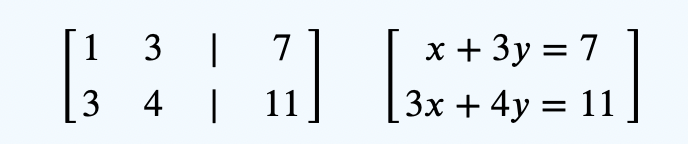 1 3 | 7 x + 3y = 7
3 4 | 11 3x + 4y = 11